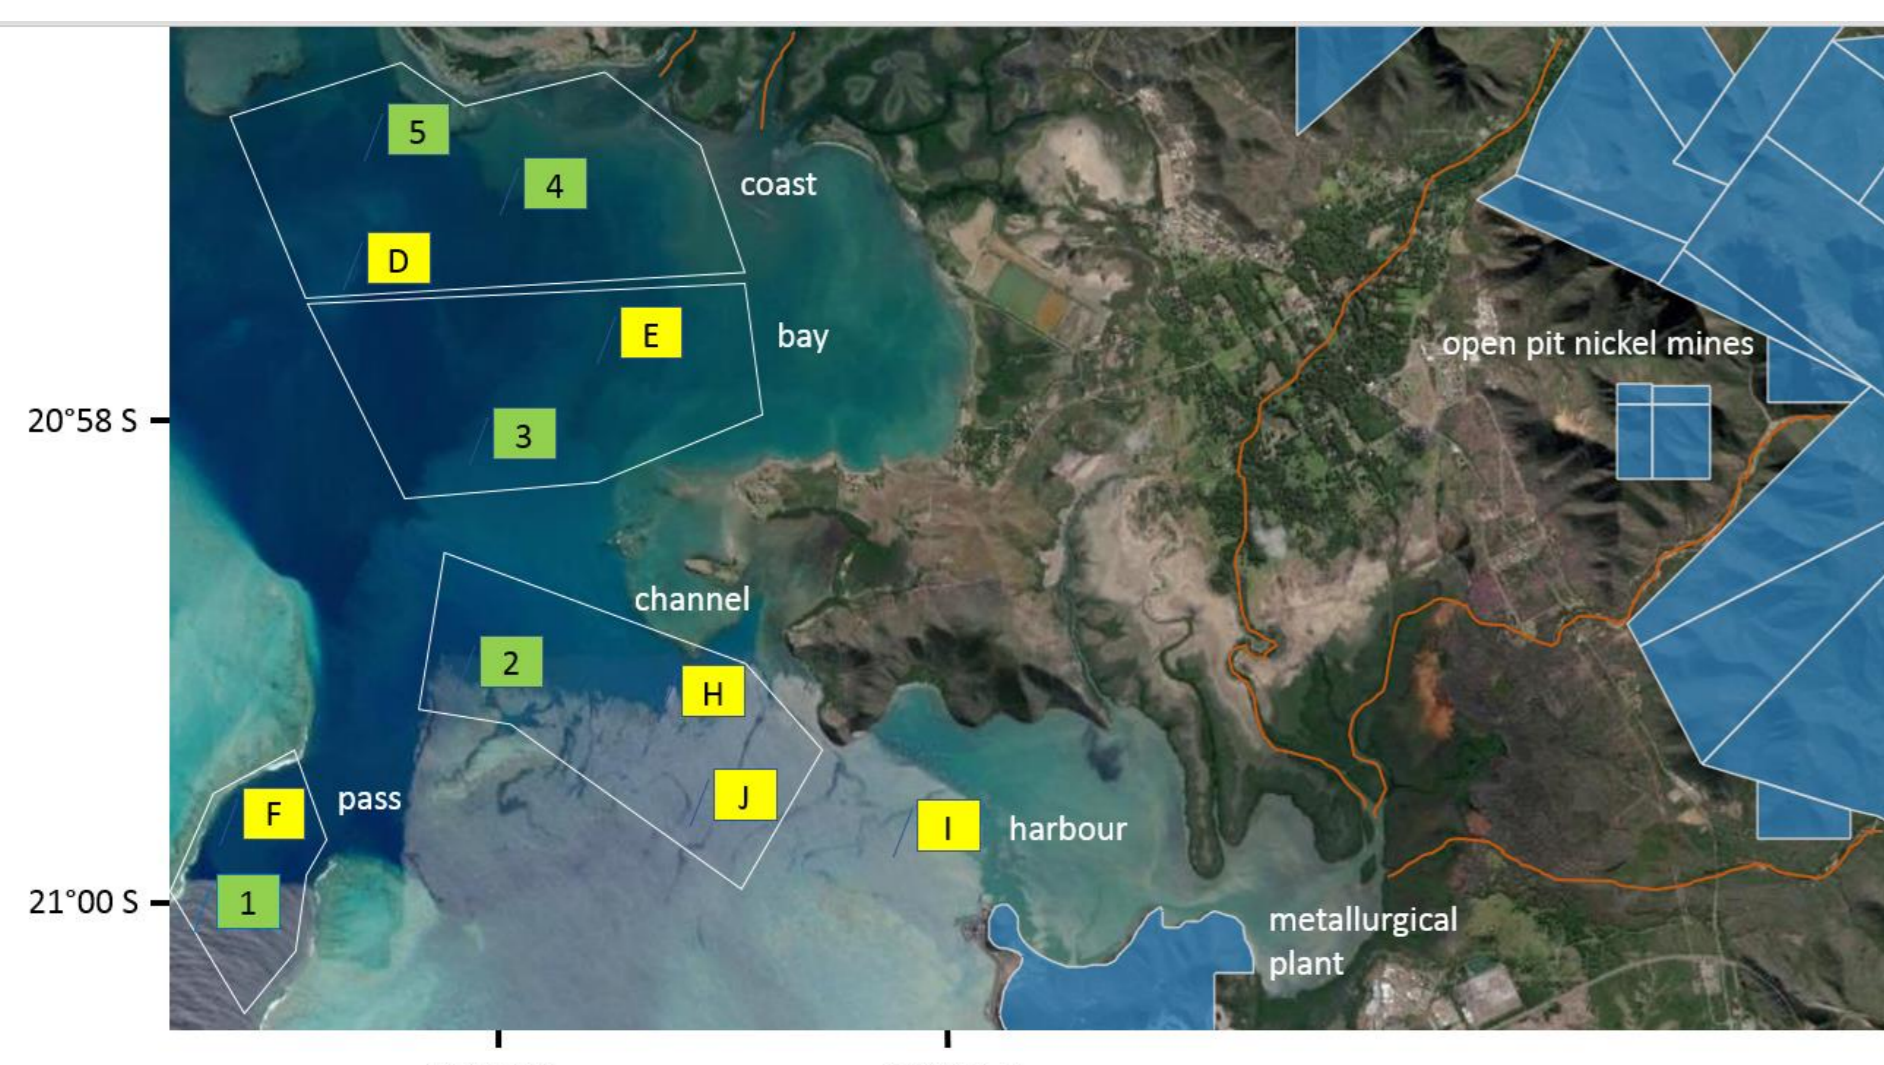 5
4
coast
D
E
bay
open pit nickel mines
20°58 S
3
channel
2
H
F
pass
J
I
harbour
21°00 S
1
metallurgical
plant